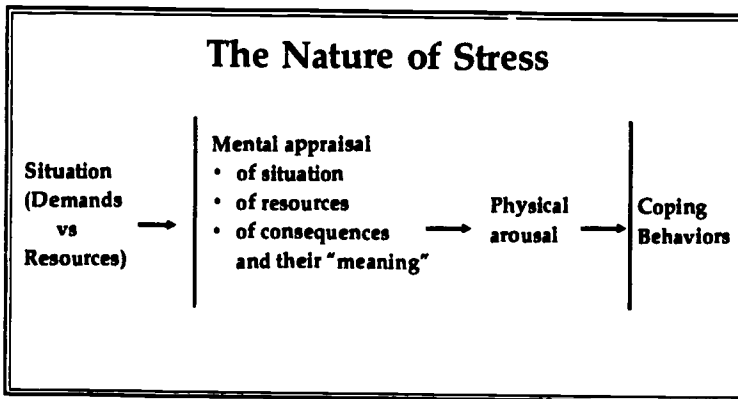 The Nature of Stress
Situation
(Demands
vs
Resources)
Mental appraisal
• of situation
• of resources
• of consequences
and their "meaning"
Physical
arousal
Coping
Behaviors